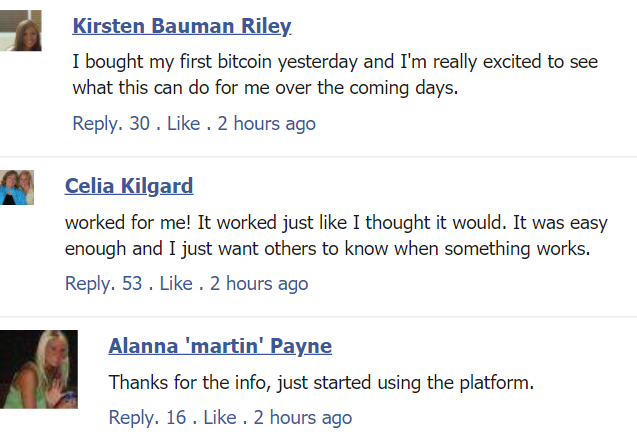 Kirsten Bauman Riley
I bought my first bitcoin yesterday and I'm really excited to see
what this can do for me over the coming days.
Reply. 30 . Like . 2 hours ago
Celia Kilgard
worked for me! It worked just like I thought it would. It was easy
enough and I just want others to know when something works.
Reply. 53 . Like . 2 hours ago
Alanna 'martin' Payne
Thanks for the info, just started using the platform.
Reply. 16 . Like . 2 hours ago